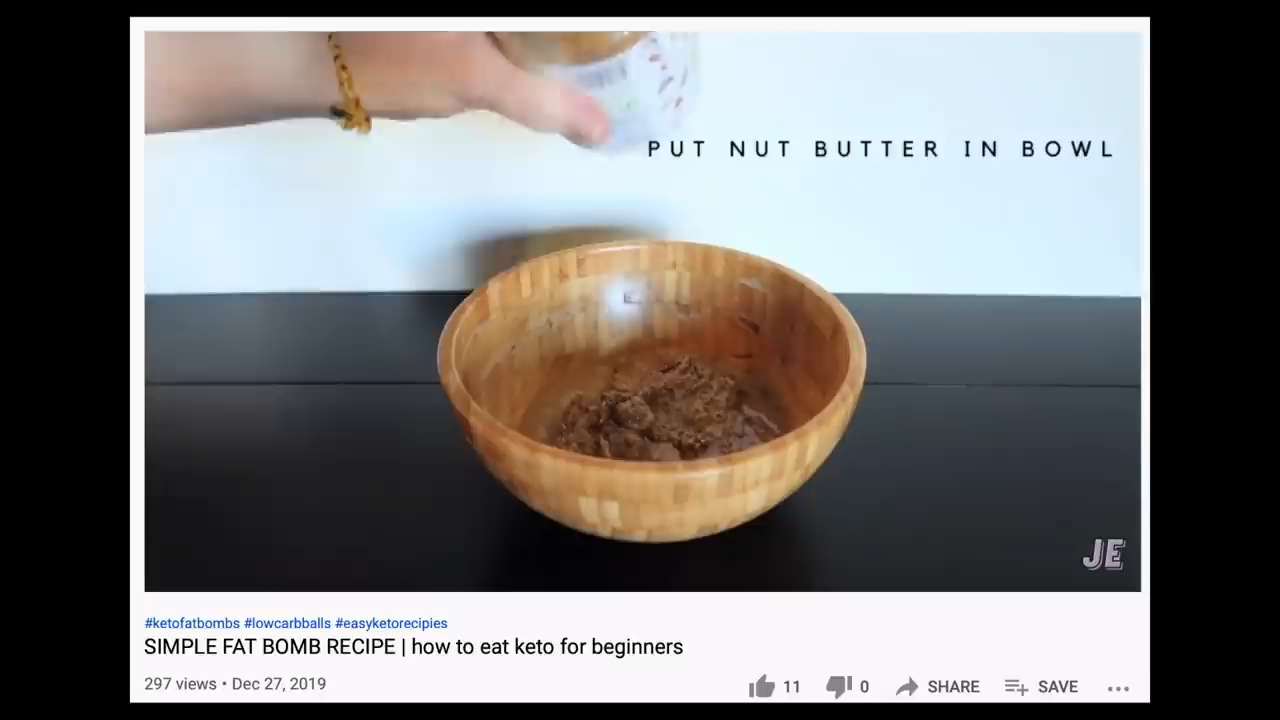 PUT NUT BUTTER IN BOWL
JE
#ketofatbombs #lowcarbballs #easyketorecipies
SIMPLE FAT BOMB RECIPE | how to eat keto for beginners
297 views • Dec 27, 2019
11 0 SHARE SAVE